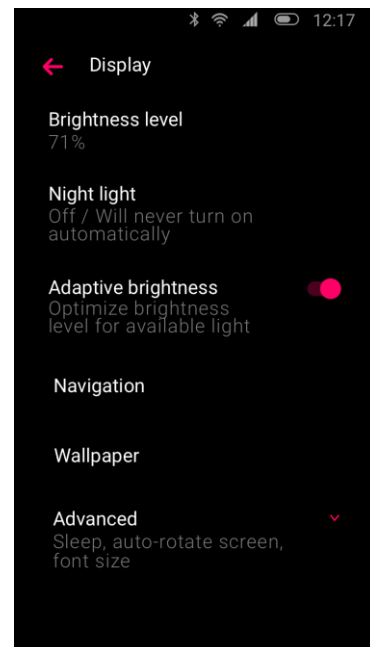 12:17
Display
Brightness level
71%
Night light
Off / Will never turn on
automatically
Adaptive brightness
Optimize brightness
level for available light
Navigation
Wallpaper
Advanced
Sleep, auto-rotate screen,
font size